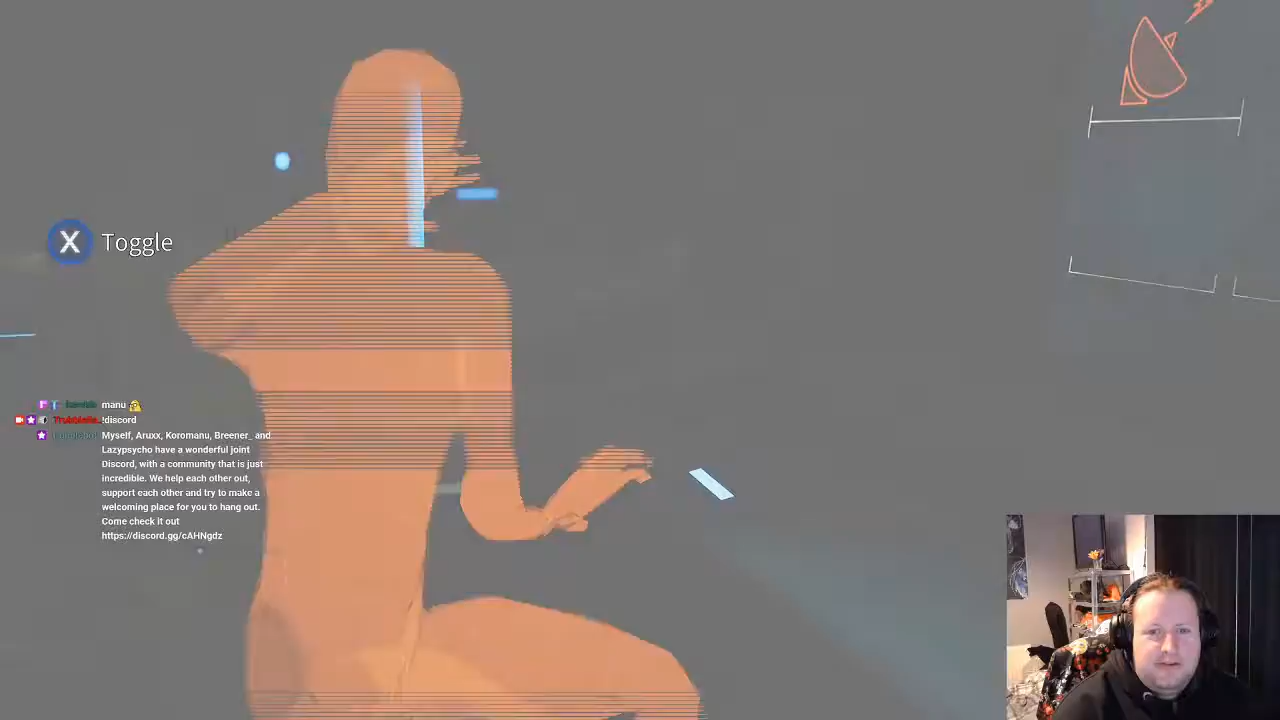 X Toggle
manu
!discord
Myself, Aruxx, Koromanu, Breener_ and
Lazypsycho have a wonderful joint
Discord, with a community that is just
incredible. We help each other out,
support each other and try to make a
welcoming place for you to hang out.
Come check it out
https://discord.gg/cAHNgdz